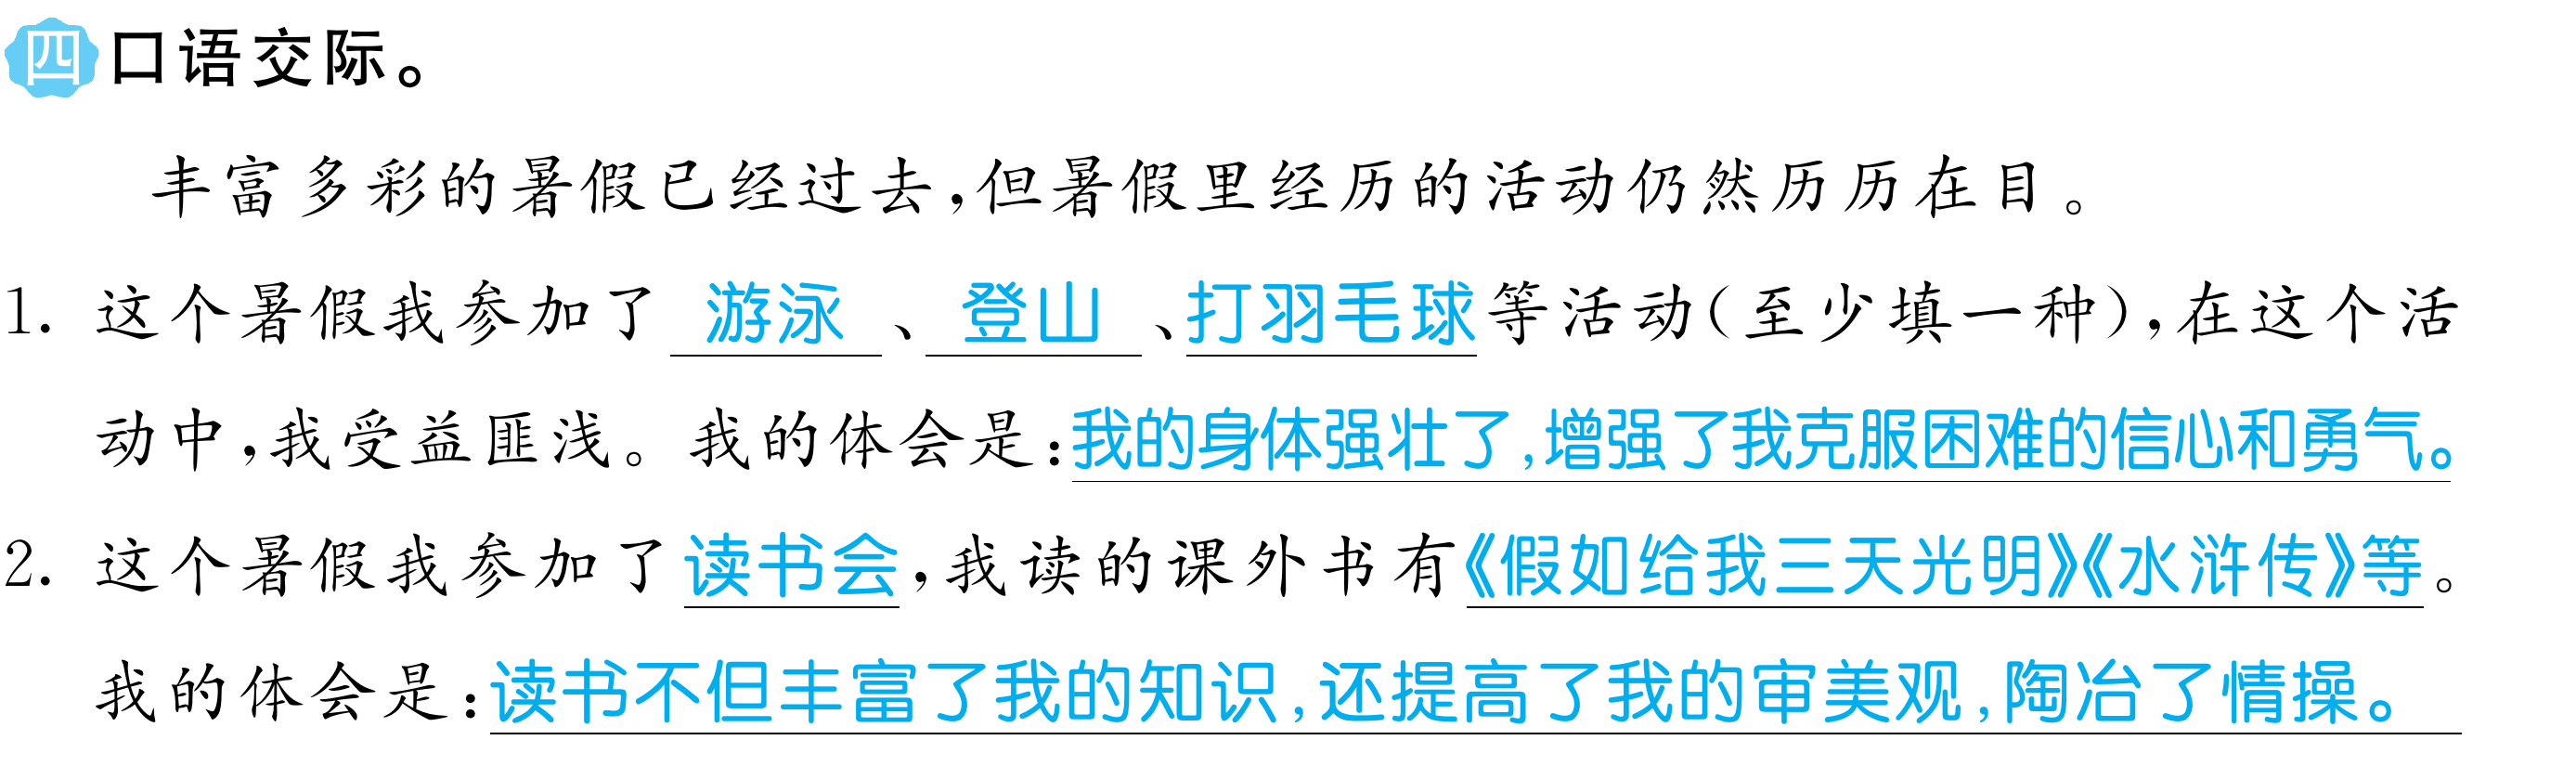 四 口语交际。
丰富多彩的暑假已经过去,但暑假里经历的活动仍然历历在目。
1. 这个暑假我参加了 游泳 、 登山 、打羽毛球等活动(至少填一种),在这个活
动中,我受益匪浅。我的体会是:我的身体强壮了,增强了我克服困难的信心和勇气。
2. 这个暑假我参加了读书会,我读的课外书有《假如给我三天光明》《水浒传》等。
我的体会是:读书不但丰富了我的知识,还提高了我的审美观,陶冶了情操。